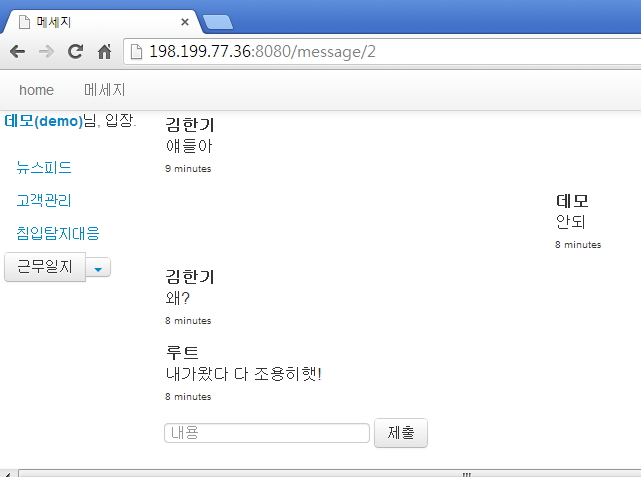 메세지
198.199.77.36:8080/message/2
home 메세지
데모(demo)님, 입장.
뉴스피드
고객관리
침입탐지대응
근무일지
김한기
얘들아
9 minutes
데모
안되
8 minutes
김한기
왜?
8 minutes
루트
내가왔다 다 조용히햇!
8 minutes
내용 제출